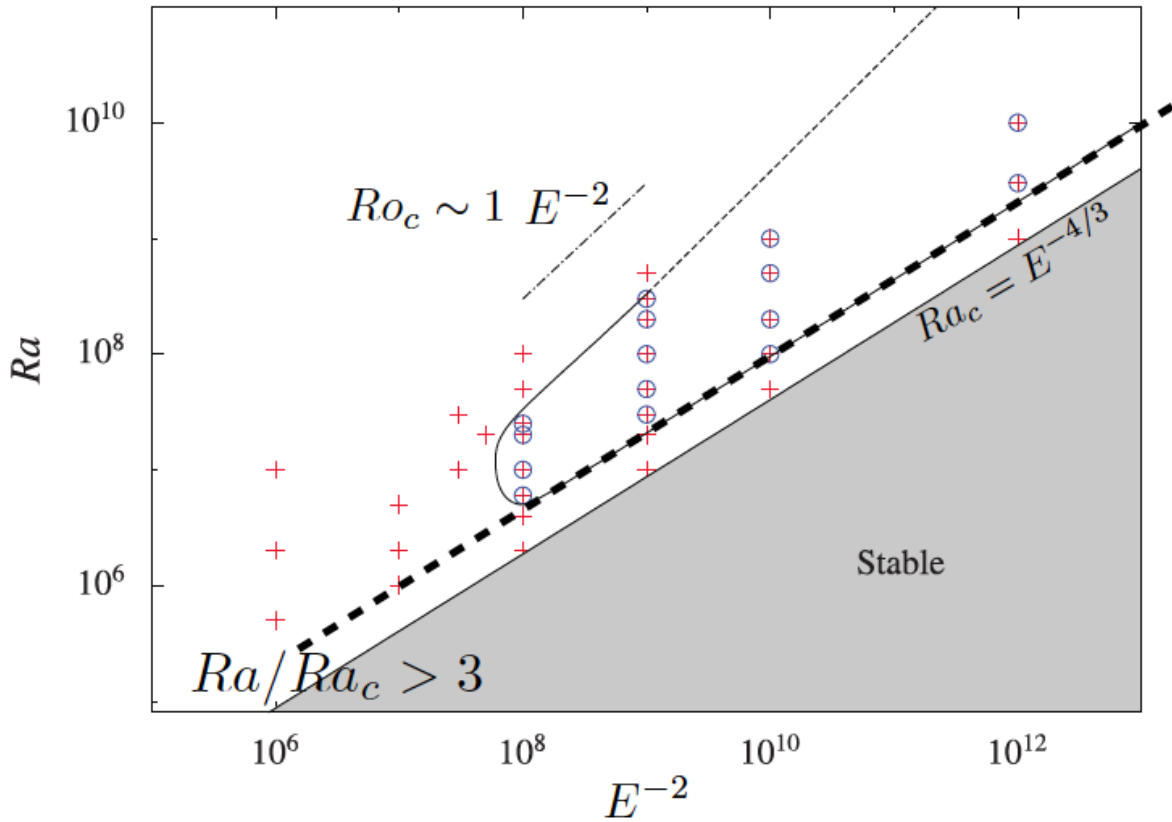 10^{10}
Ro_c ∼ 1 E^{-2}
Ra_c = E^{-4/3}
10^8
Ra
Stable
10^6
Ra/Ra_c > 3
10^6 10^8 10^{10} 10^{12}
E^{-2}